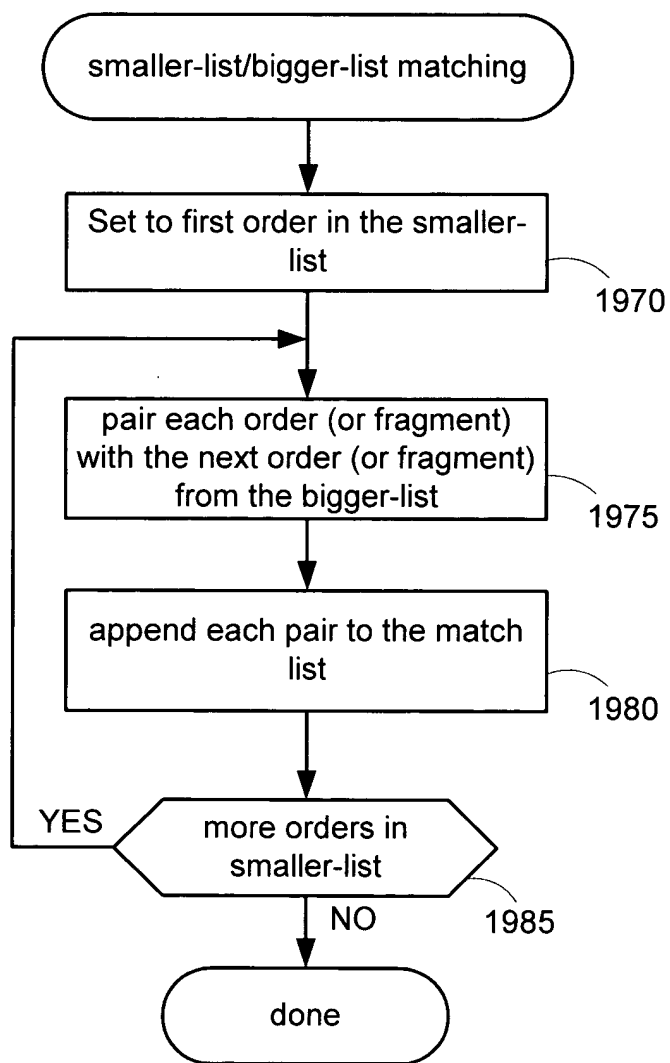 smaller-list/bigger-list matching
Set to first order in the smaller-
list
1970
pair each order (or fragment)
with the next order (or fragment)
from the bigger-list
1975
append each pair to the match
list
1980
YES
more orders in
smaller-list
1985
NO
done